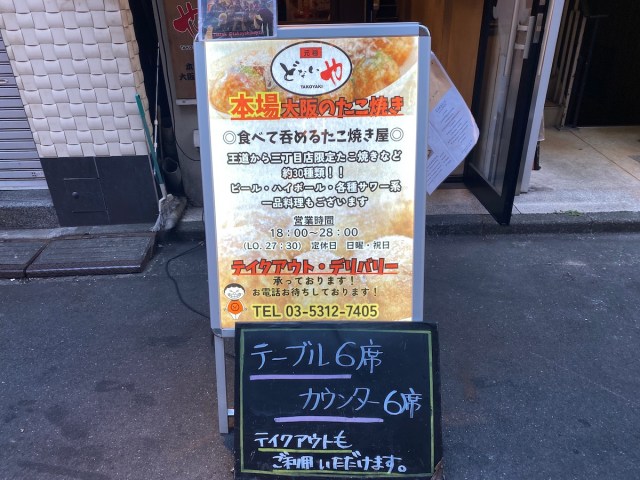 どないや
TAKOYAKI
本場大阪のたこ焼き
◎食べて呑めるたこ焼き屋◎
王道から三丁目店限定たこ焼きなど
約30種類！！
ビール・ハイボール・各種サワー系
一品料理もございます
営業時間
18：00〜28：00
（LO. 27：30） 定休日 日曜・祝日
テイクアウト・デリバリー
承っております！
お電話お待ちしております！
TEL 03-5312-7405
テーブル6席
カウンター6席
テイクアウトも
ご利用いただけます。